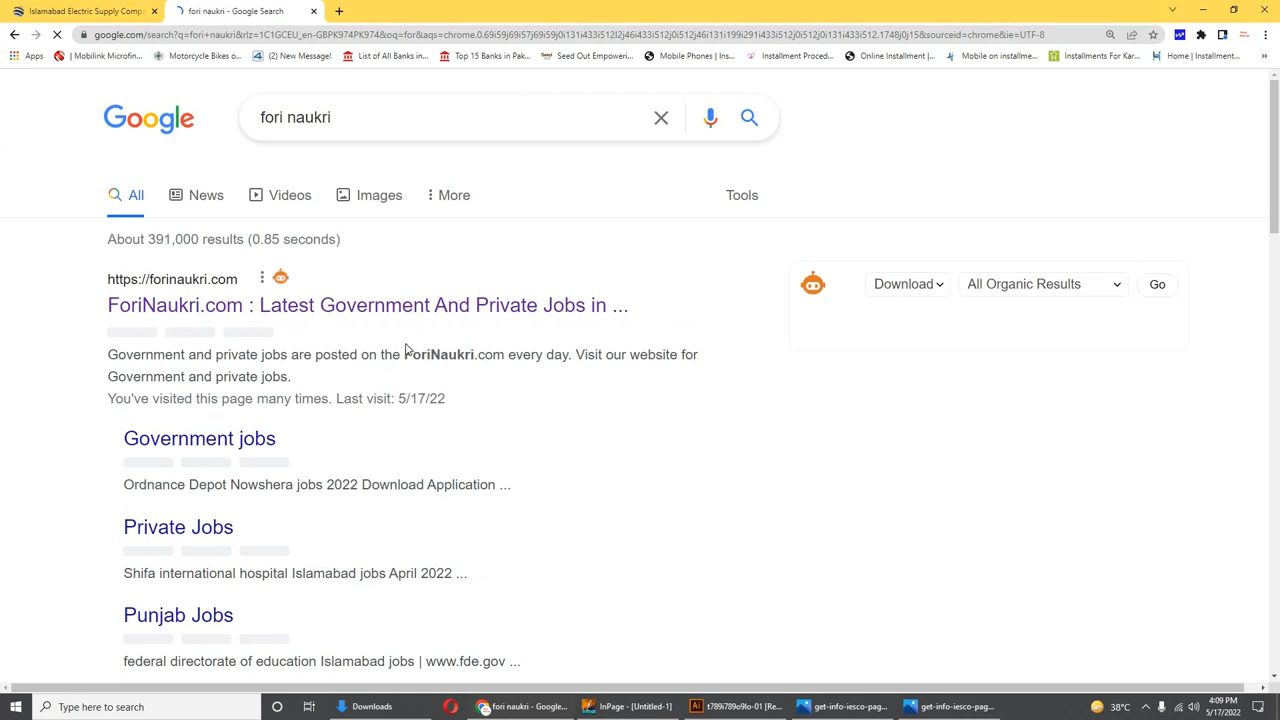 Islamabad Electric Supply Compa
fori naukri - Google Search
google.com/search?q=fori+naukri&rlz=1C1GCEU_en-GBPK974PK974&oq=for&aqs=chrome.0.69i59j69i57j69i59j0i131i433i512l2j46i433i512j0i512j46i131i199i291i433i512j0i512j0i131i433i512.1748j0j15&sourceid=chrome&ie=UTF-8
Apps
Mobilink Microfin...
Motorcycle Bikes o...
(2) New Message!
List of All Banks in...
Top 15 Banks in Pak...
Seed Out Empoweri...
Mobile Phones | Ins...
Installment Proced...
Online Installment |...
Mobile on installme...
Installments For Kar...
Home | Installment...
Google
fori naukri
All
News
Videos
Images
More
Tools
About 391,000 results (0.85 seconds)
https://forinaukri.com
Download
All Organic Results
Go
ForiNaukri.com : Latest Government And Private Jobs in ...
Government and private jobs are posted on the ForiNaukri.com every day. Visit our website for
Government and private jobs.
You've visited this page many times. Last visit: 5/17/22
Government jobs
Ordnance Depot Nowshera jobs 2022 Download Application ...
Private Jobs
Shifa international hospital Islamabad jobs April 2022 ...
Punjab Jobs
federal directorate of education Islamabad jobs | www.fde.gov ...
Type here to search
Downloads
fori naukri - Google...
InPage - [Untitled-1]
t789i789o9lo-01 [Re...
get-info-iesco-pag...
get-info-iesco-pag...
38°C
4:09 PM
5/17/2022